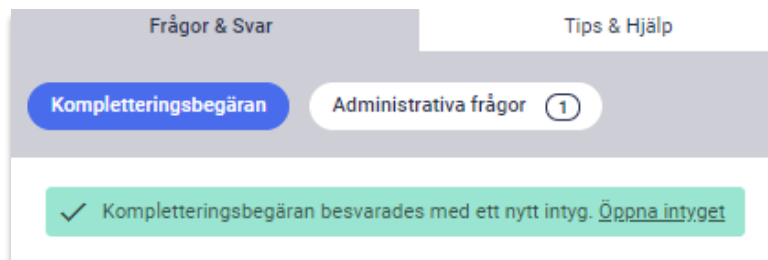 Frågor & Svar Tips & Hjälp
Kompletteringsbegäran Administrativa frågor 1
Kompletteringsbegäran besvarades med ett nytt intyg. Öppna intyget